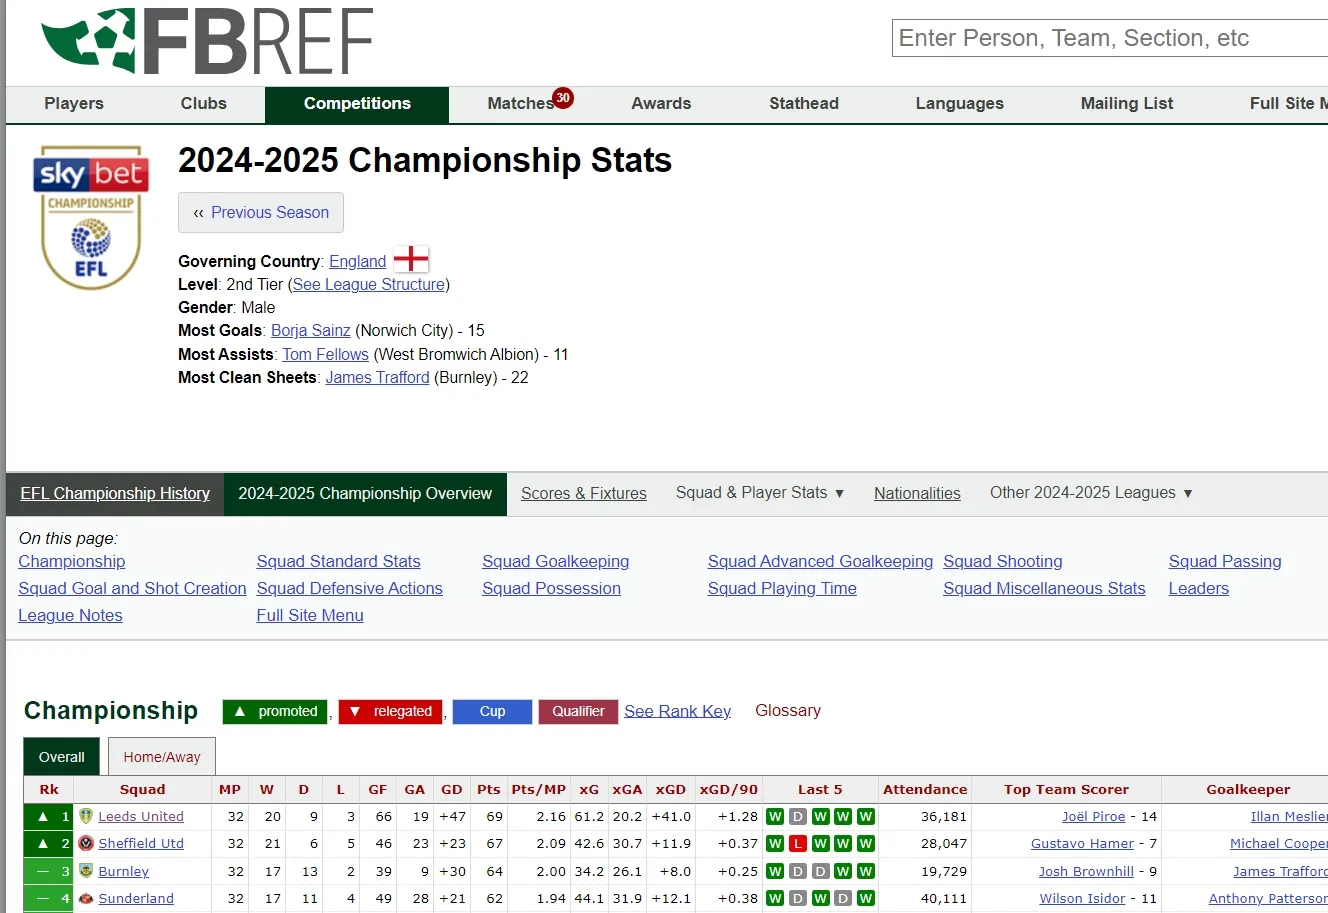 FBREF
Enter Person, Team, Section, etc
Players Clubs Competitions Matches 30 Awards Stathead Languages Mailing List Full Site M
sky bet
CHAMPIONSHIP
EFL
2024-2025 Championship Stats
‹‹ Previous Season
Governing Country: England
Level: 2nd Tier (See League Structure)
Gender: Male
Most Goals: Borja Sainz (Norwich City) - 15
Most Assists: Tom Fellows (West Bromwich Albion) - 11
Most Clean Sheets: James Trafford (Burnley) - 22
EFL Championship History 2024-2025 Championship Overview Scores & Fixtures Squad & Player Stats ▼ Nationalities Other 2024-2025 Leagues ▼
On this page:
Championship Squad Standard Stats Squad Goalkeeping Squad Advanced Goalkeeping Squad Shooting Squad Passing
Squad Goal and Shot Creation Squad Defensive Actions Squad Possession Squad Playing Time Squad Miscellaneous Stats Leaders
League Notes Full Site Menu
Championship ▲ promoted , ▼ relegated , Cup Qualifier See Rank Key Glossary
Overall Home/Away
Rk Squad MP W D L GF GA GD Pts Pts/MP xG xGA xGD xGD/90 Last 5 Attendance Top Team Scorer Goalkeeper
▲ 1 Leeds United 32 20 9 3 66 19 +47 69 2.16 61.2 20.2 +41.0 +1.28 W D W W W 36,181 Joël Piroe - 14 Illan Meslier
▲ 2 Sheffield Utd 32 21 6 5 46 23 +23 67 2.09 42.6 30.7 +11.9 +0.37 W L W W W 28,047 Gustavo Hamer - 7 Michael Cooper
— 3 Burnley 32 17 13 2 39 9 +30 64 2.00 34.2 26.1 +8.0 +0.25 W D D W W 19,729 Josh Brownhill - 9 James Trafford
— 4 Sunderland 32 17 11 4 49 28 +21 62 1.94 44.1 31.9 +12.1 +0.38 W D W D W 40,111 Wilson Isidor - 11 Anthony Patterson